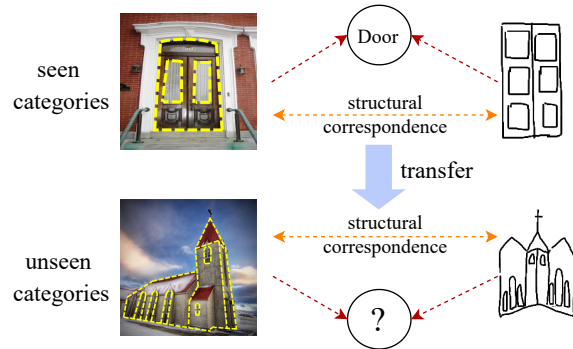 Door
seen
categories
structural
correspondence
transfer
structural
correspondence
unseen
categories
?